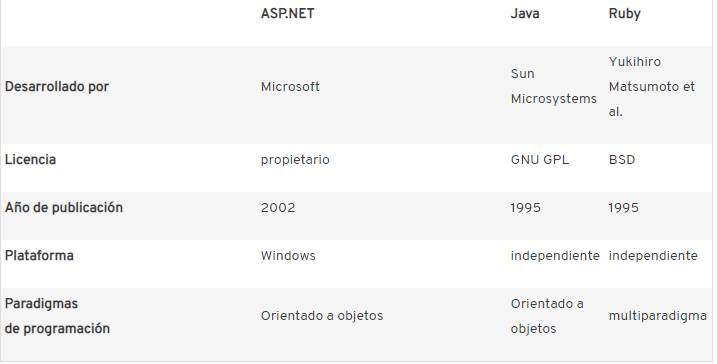 ASP.NET Java Ruby
Desarrollado por Microsoft Sun Microsystems Yukihiro Matsumoto et al.
Licencia propietario GNU GPL BSD
Año de publicación 2002 1995 1995
Plataforma Windows independiente independiente
Paradigmas de programación Orientado a objetos Orientado a objetos multiparadigma